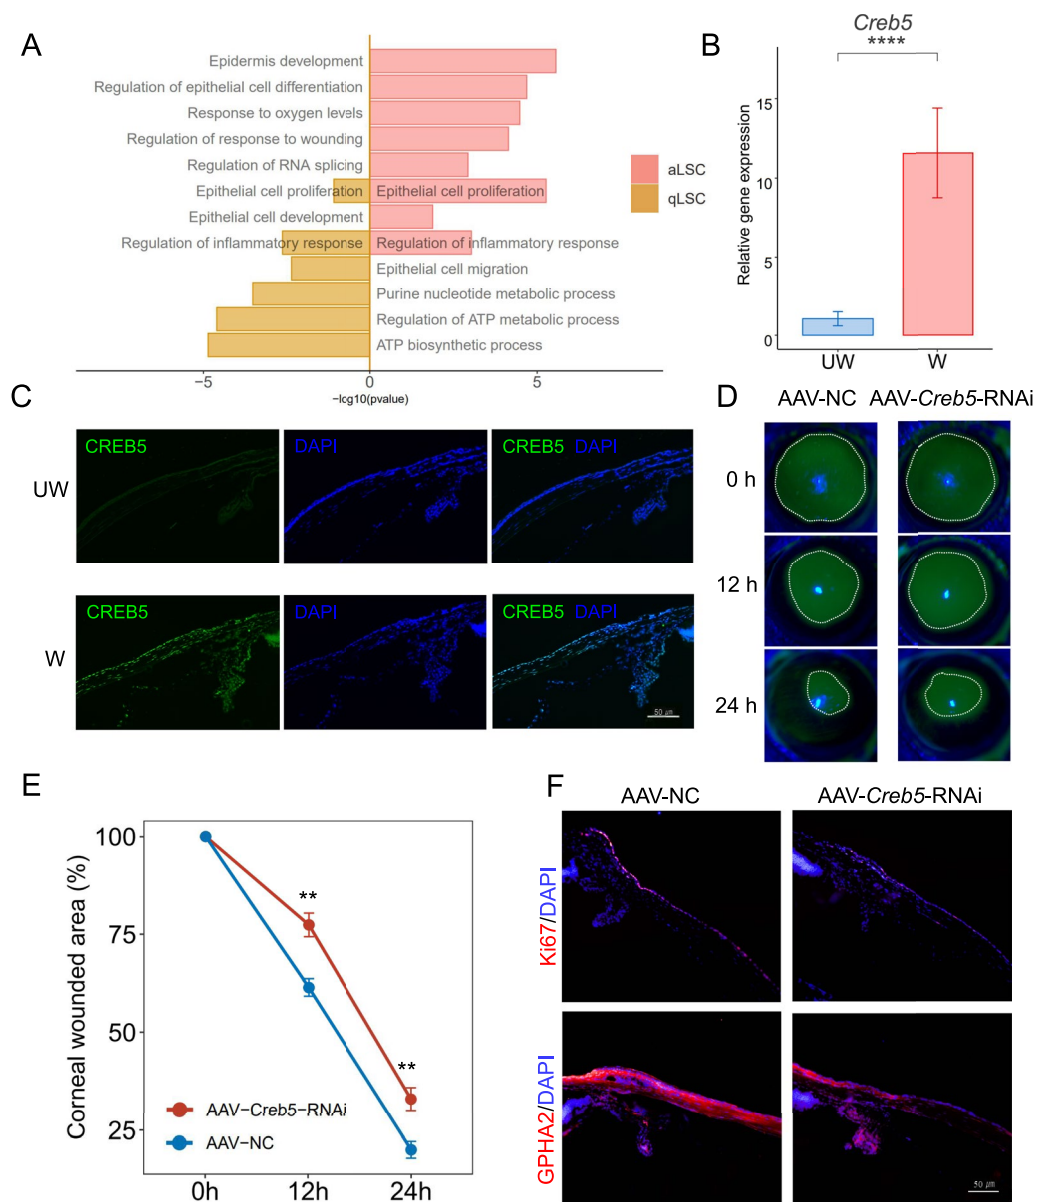 A
Epidermis development
Regulation of epithelial cell differentiation
Response to oxygen levels
Regulation of response to wounding
Regulation of RNA splicing
Epithelial cell proliferation Epithelial cell proliferation
Epithelial cell development
Regulation of inflammatory response Regulation of inflammatory response
Epithelial cell migration
Purine nucleotide metabolic process
Regulation of ATP metabolic process
ATP biosynthetic process
−5 0 5
−lcg10(pvalue)
aLSC
qLSC
B
Creb5
****
Relative gene expression
15
10
5
0
UW W
C
UW
CREB5 DAPI CREB5 DAPI
W
CREB5 DAPI CREB5 DAPI
50 µm
D
AAV-NC AAV-Creb5-RNAi
0 h
12 h
24 h
E
Corneal wounded area (%)
100
75
50
25
**
**
AAV−Creb5−RNAi
AAV−NC
0h 12h 24h
F
AAV-NC AAV-Creb5-RNAi
Ki67/DAPI
GPHA2/DAPI
50 µm